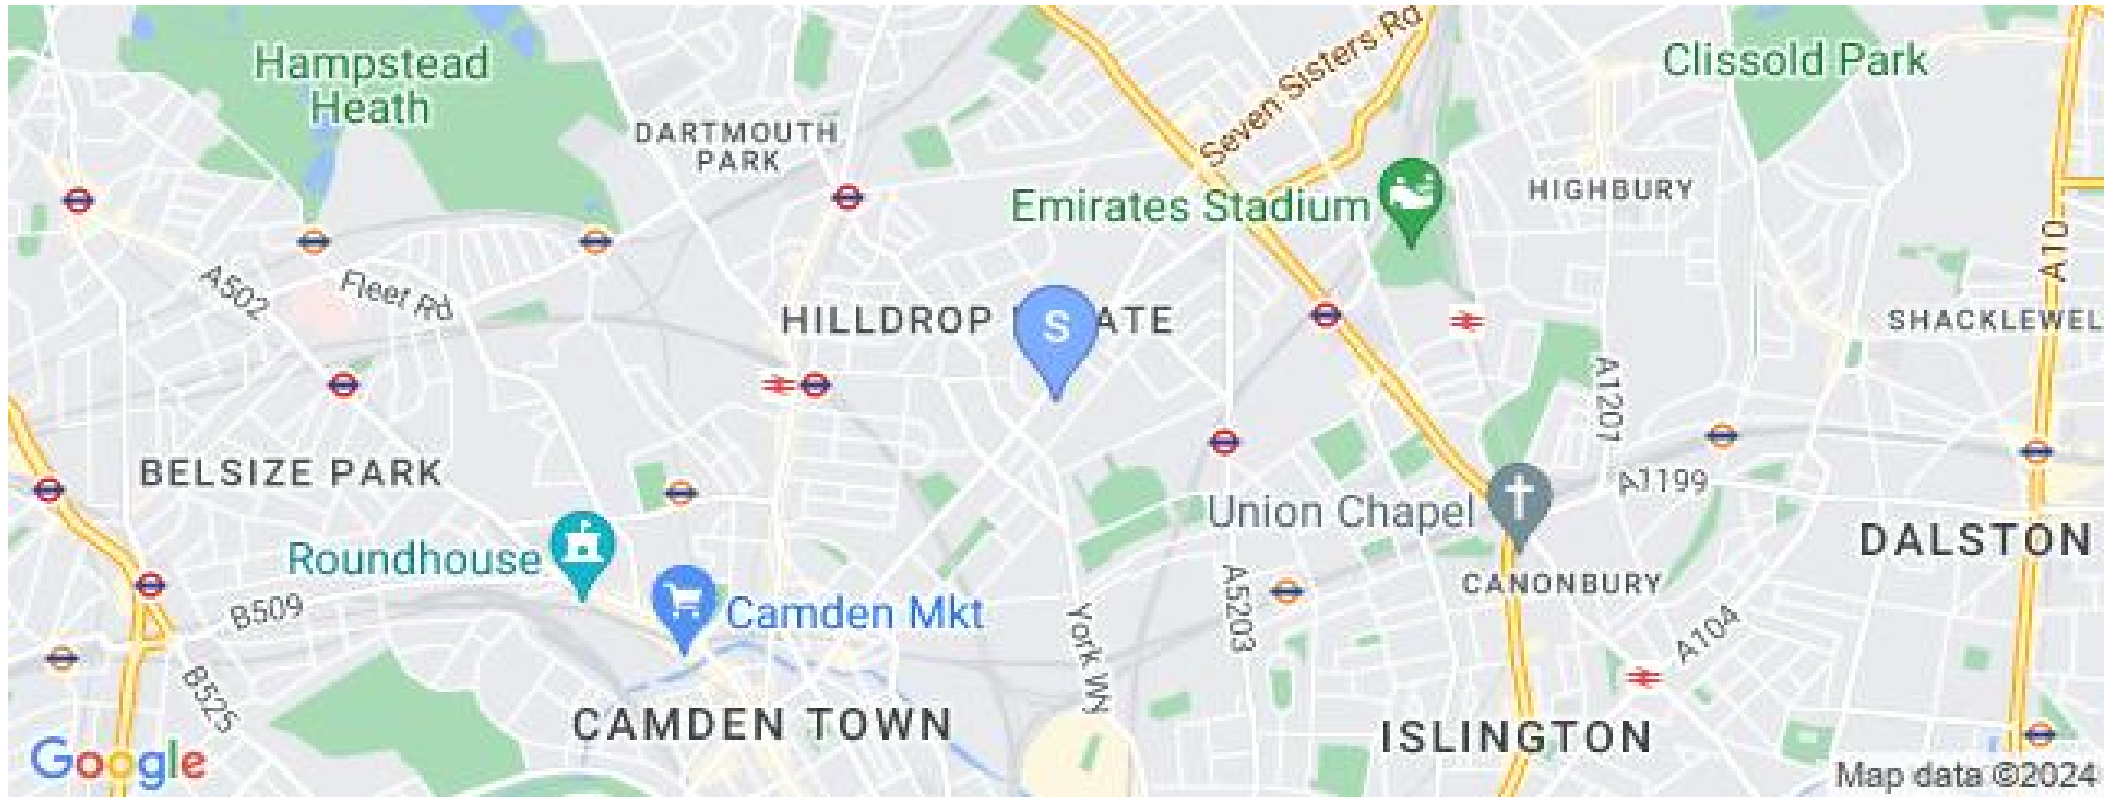 Seven Sisters Rd
Hampstead
Heath
Clissold Park
DARTMOUTH
PARK
Emirates Stadium
HIGHBURY
A10
A502
Fleet Rd
HILLDROP
ATE
S
SHACKLEWEL
A1201
BELSIZE PARK
A1199
Union Chapel
DALSTON
Roundhouse
CANONBURY
B509
Camden Mkt
York Wy
A5203
A104
B525
CAMDEN TOWN
ISLINGTON
Google
Map data ©2024